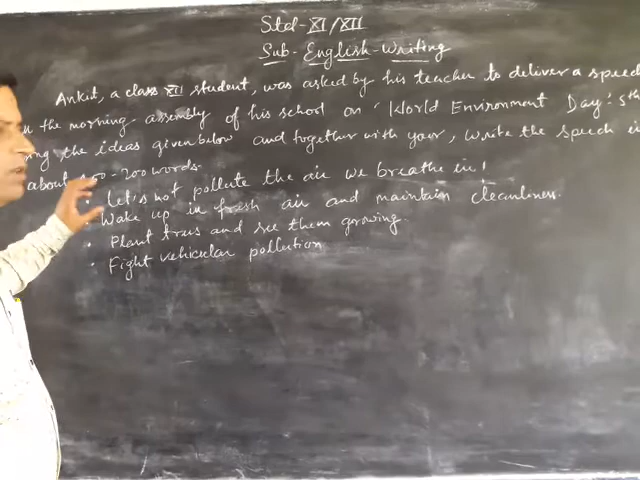 Std-XI/XII
Sub- English-Writing
Ankit, a class XII student, was asked by his teacher to deliver a speech
in the morning assembly of his school on 'World Environment Day': 5th
the ideas given below and together with your, Write the speech in
about 200 words.
• Let's not pollute the air we breathe in!
• Wake up in fresh air and maintain cleanliness.
• Plant trus and see them growing.
• Fight vehicular pollution